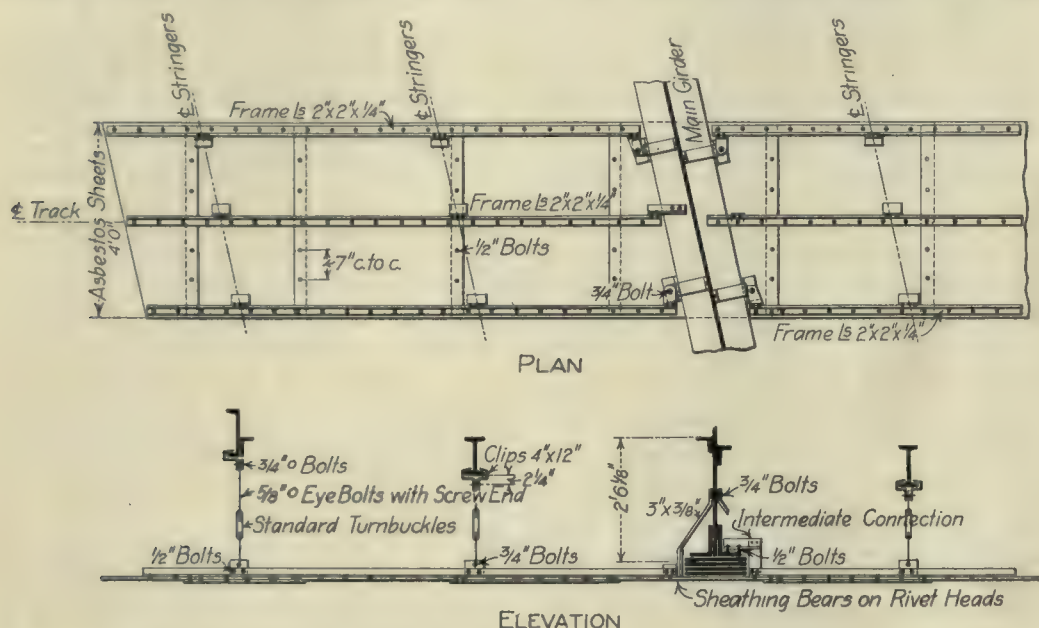 ℄ Stringers
℄ Stringers
Main Girder
℄ Stringers
Frame Ls 2"x2"x¼"
Asbestos Sheets
4'0"
℄ Track
Frame Ls 2"x2"x¼"
½" Bolts
7" c. to c.
¾" Bolt
Frame Ls 2"x2"x¼"
PLAN
¾"o Bolts
⅝"o Eye Bolts with Screw End
Standard Turnbuckles
½" Bolts
Clips 4"x12"
2¼"
¾" Bolts
2'6⅛"
3"x⅜"
¾" Bolts
Intermediate Connection
½" Bolts
Sheathing Bears on Rivet Heads
ELEVATION